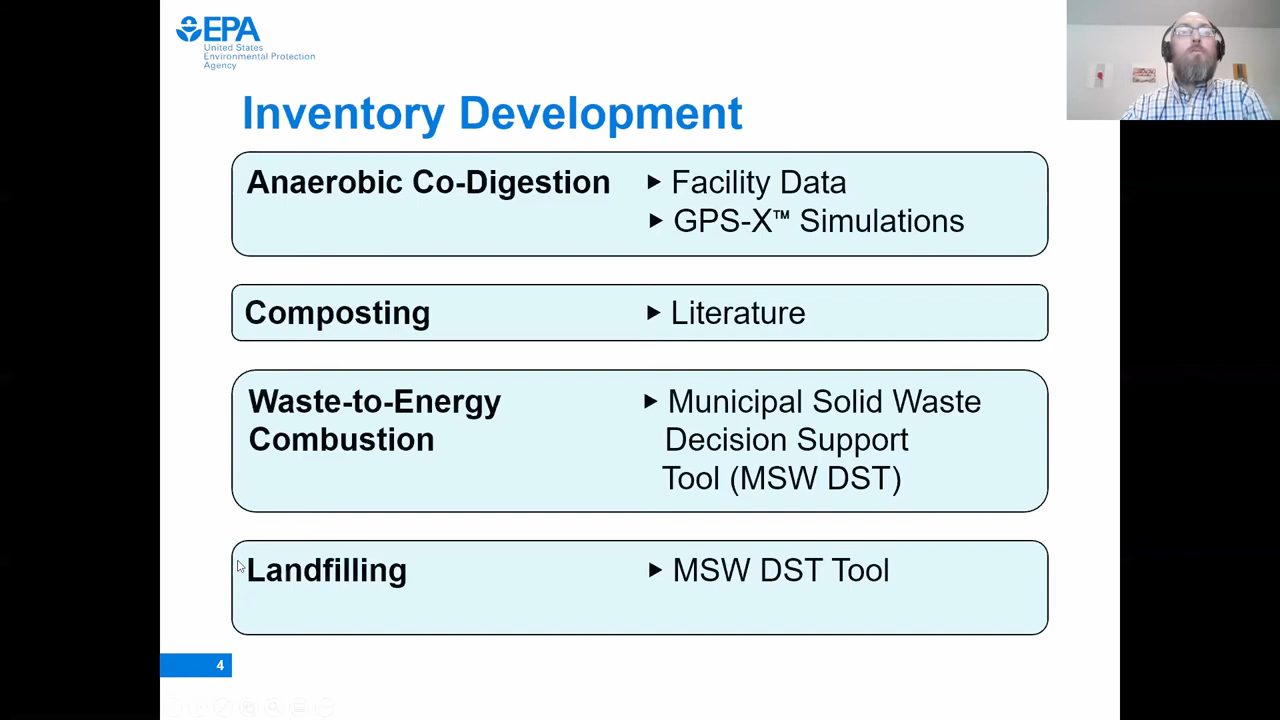 EPA
United States
Environmental Protection
Agency
Inventory Development
Anaerobic Co-Digestion
► Facility Data
► GPS-X™ Simulations
Composting
► Literature
Waste-to-Energy
Combustion
► Municipal Solid Waste
Decision Support
Tool (MSW DST)
Landfilling
► MSW DST Tool
4